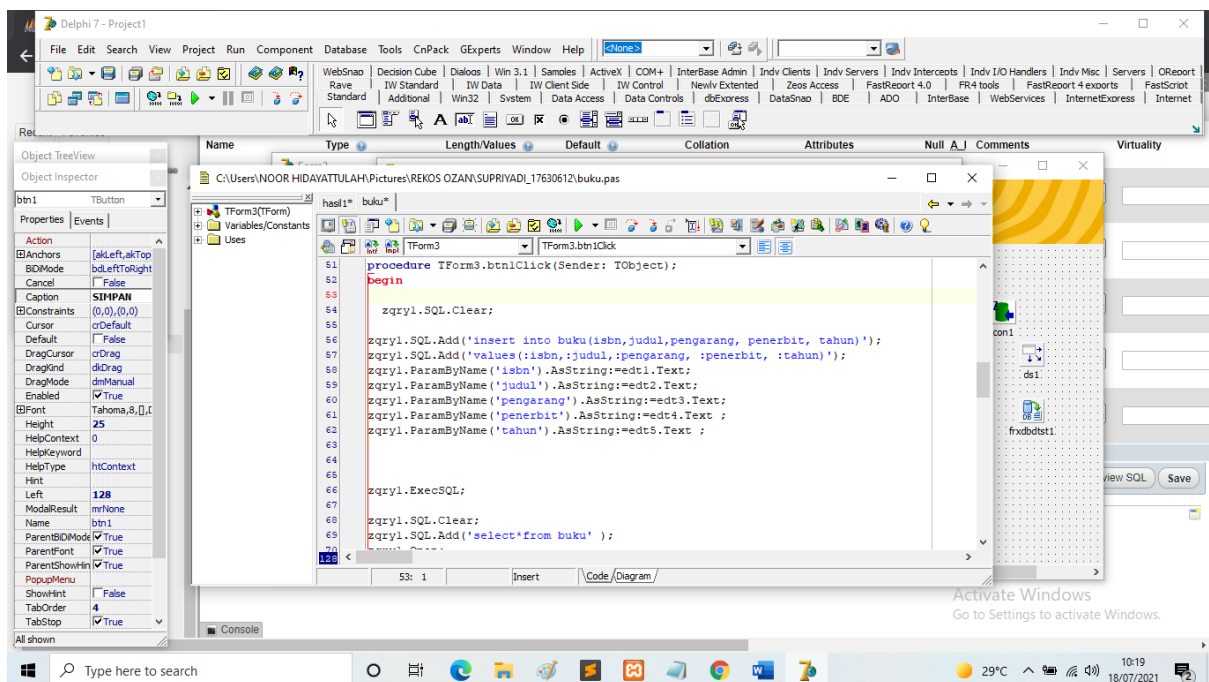 Delphi 7 - Project1
File Edit Search View Project Run Component Database Tools CnPack GExperts Window Help <None>
WebSnap Decision Cube Dialogs Win 3.1 Samples ActiveX COM+ InterBase Admin Indy Clients Indy Servers Indy Intercepts Indy I/O Handlers Indy Misc Servers QReport
Rave IW Standard IW Data IW Client Side IW Control Newly Extented Zeos Access FastReport 4.0 FR4 tools FastReport 4 exports FastScript
Standard Additional Win32 System Data Access Data Controls dbExpress DataSnap BDE ADO InterBase WebServices InternetExpress Internet
Name Type Length/Values Default Collation Attributes Null A_I Comments Virtuality
Object TreeView
Object Inspector
btn1 TButton
Properties Events
Action
Anchors [akLeft,akTop
BiDiMode bdLeftToRight
Cancel False
Caption SIMPAN
Constraints (0,0),(0,0)
Cursor crDefault
Default False
DragCursor crDrag
DragKind dkDrag
DragMode dmManual
Enabled True
Font Tahoma,8,[],[
Height 25
HelpContext 0
HelpKeyword
HelpType htContext
Hint
Left 128
ModalResult mrNone
Name btn1
ParentBiDiMode True
ParentFont True
ParentShowHin True
PopupMenu
ShowHint False
TabOrder 4
TabStop True
All shown
C:\Users\NOOR HIDAYATTULAH\Pictures\REKOS OZAN\SUPRIYADI_17630612\buku.pas
TForm3(TForm)
Variables/Constants
Uses
hasil1* buku*
TForm3 TForm3.btn1Click
51 procedure TForm3.btn1Click(Sender: TObject);
52 begin
53
54 zqry1.SQL.Clear;
55
56 zqry1.SQL.Add('insert into buku(isbn,judul,pengarang, penerbit, tahun)');
57 zqry1.SQL.Add('values(:isbn,:judul,:pengarang, :penerbit, :tahun)');
58 zqry1.ParamByName('isbn').AsString:=edt1.Text;
59 zqry1.ParamByName('judul').AsString:=edt2.Text;
60 zqry1.ParamByName('pengarang').AsString:=edt3.Text;
61 zqry1.ParamByName('penerbit').AsString:=edt4.Text ;
62 zqry1.ParamByName('tahun').AsString:=edt5.Text ;
63
64
65
66 zqry1.ExecSQL;
67
68 zqry1.SQL.Clear;
69 zqry1.SQL.Add('select*from buku' );
128
53: 1 Insert Code Diagram
con1
ds1
frxdbdtst1
view SQL Save
Console
Activate Windows
Go to Settings to activate Windows.
Type here to search
29°C
10:19
18/07/2021